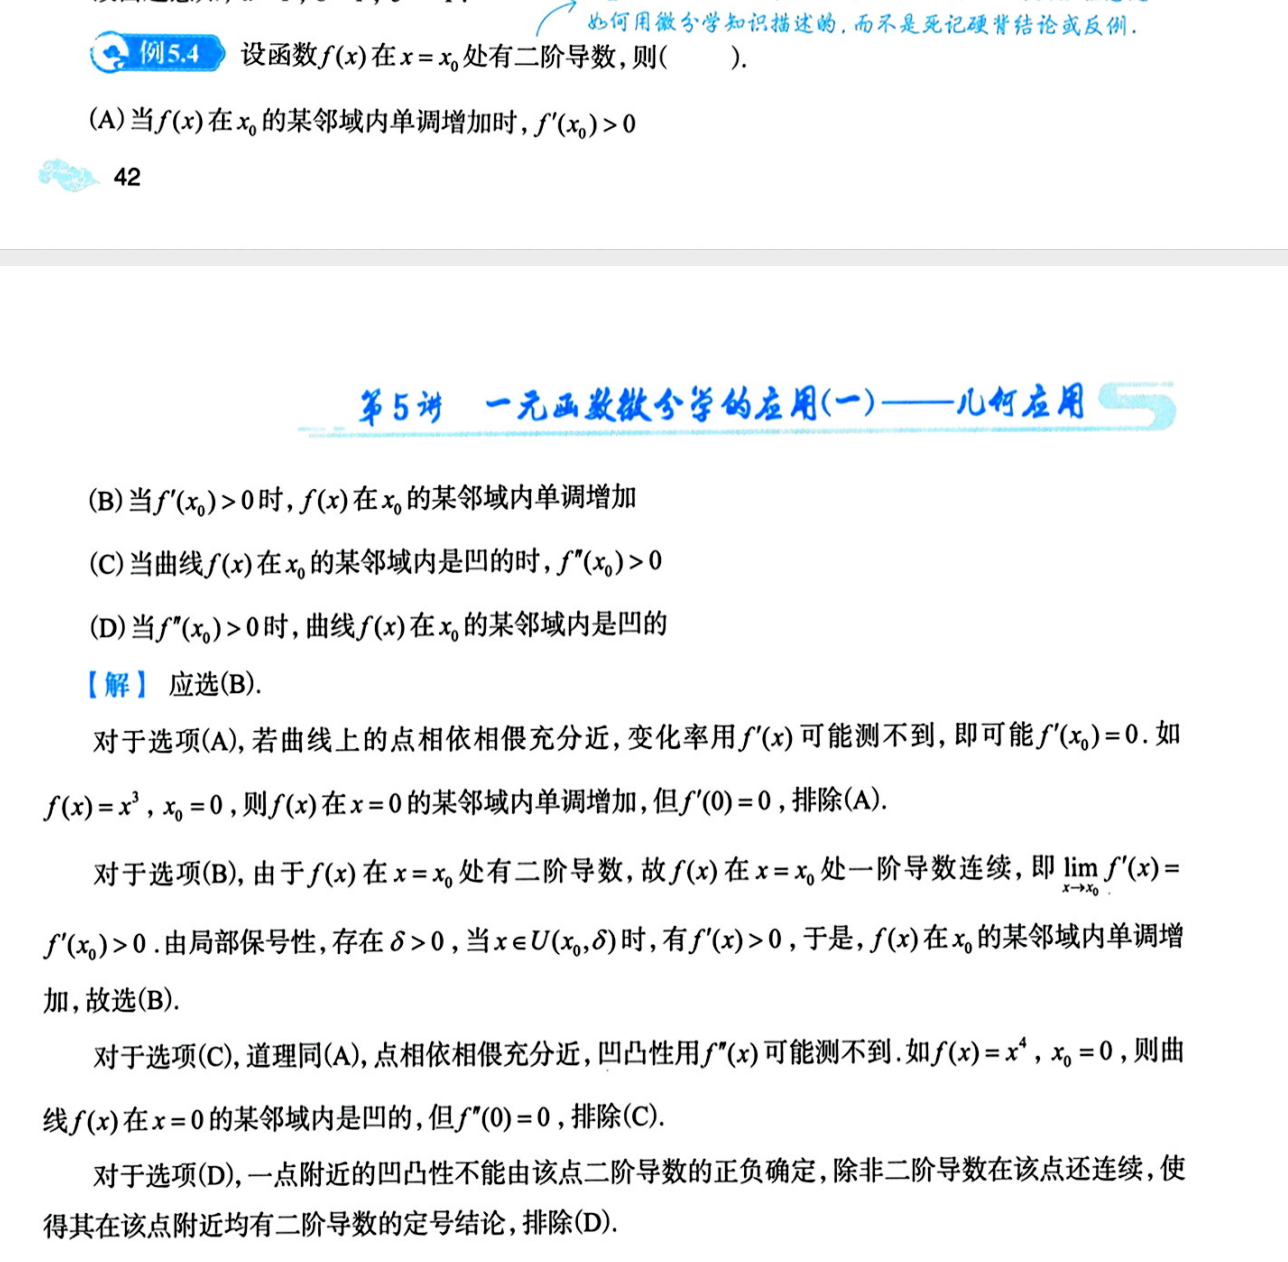 如何用微分学知识描述的,而不是死记硬背结论或反例.
例5.4 设函数f(x)在x=x₀处有二阶导数,则(  ).
(A)当f(x)在x₀的某邻域内单调增加时,f′(x₀)>0
42
第5讲 一元函数微分学的应用(一)——几何应用
(B)当f′(x₀)>0时,f(x)在x₀的某邻域内单调增加
(C)当曲线f(x)在x₀的某邻域内是凹的时,f″(x₀)>0
(D)当f″(x₀)>0时,曲线f(x)在x₀的某邻域内是凹的
【解】 应选(B).
对于选项(A),若曲线上的点相依相偎充分近,变化率用f′(x)可能测不到,即可能f′(x₀)=0.如
f(x)=x³,x₀=0,则f(x)在x=0的某邻域内单调增加,但f′(0)=0,排除(A).
对于选项(B),由于f(x)在x=x₀处有二阶导数,故f(x)在x=x₀处一阶导数连续,即lim x→x₀ f′(x)=
f′(x₀)>0.由局部保号性,存在δ>0,当x∈U(x₀,δ)时,有f′(x)>0,于是,f(x)在x₀的某邻域内单调增
加,故选(B).
对于选项(C),道理同(A),点相依相偎充分近,凹凸性用f″(x)可能测不到.如f(x)=x⁴,x₀=0,则曲
线f(x)在x=0的某邻域内是凹的,但f″(0)=0,排除(C).
对于选项(D),一点附近的凹凸性不能由该点二阶导数的正负确定,除非二阶导数在该点还连续,使
得其在该点附近均有二阶导数的定号结论,排除(D).